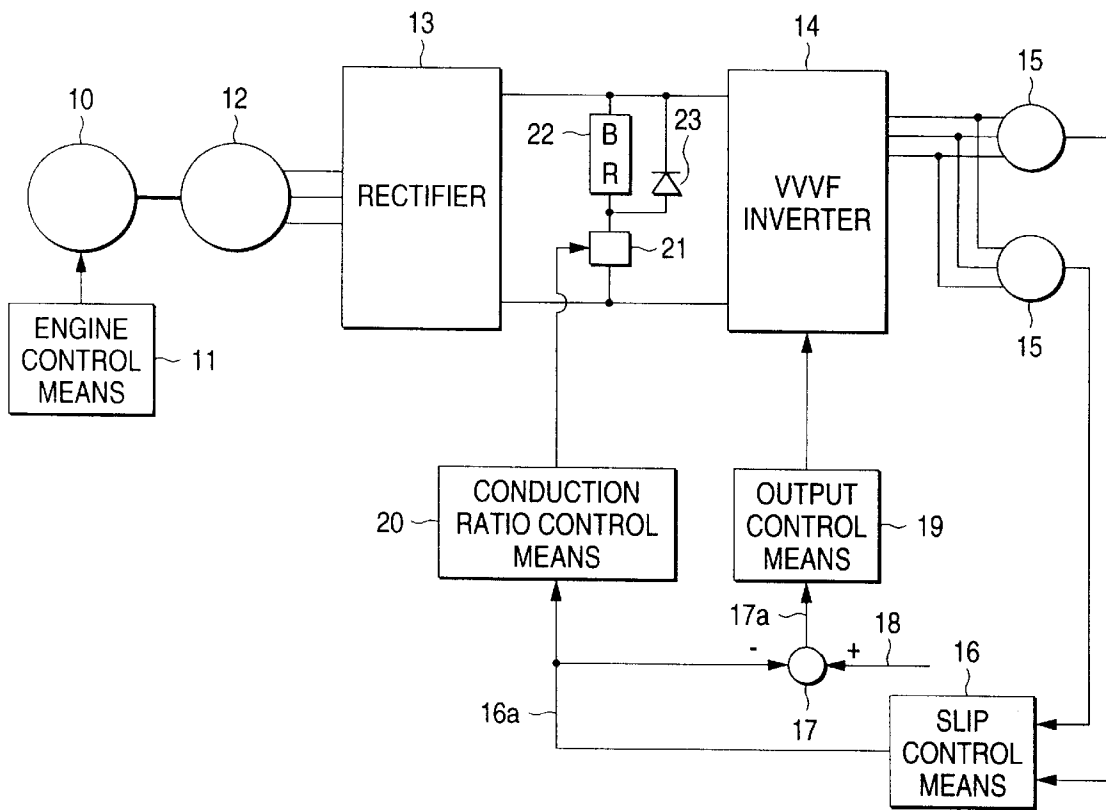 13
14
10
12
15
22
B
R
23
RECTIFIER
VVVF
INVERTER
21
ENGINE
CONTROL
MEANS
11
15
CONDUCTION
RATIO CONTROL
MEANS
20
OUTPUT
CONTROL
MEANS
19
17a
18
-
+
16
16a
17
SLIP
CONTROL
MEANS